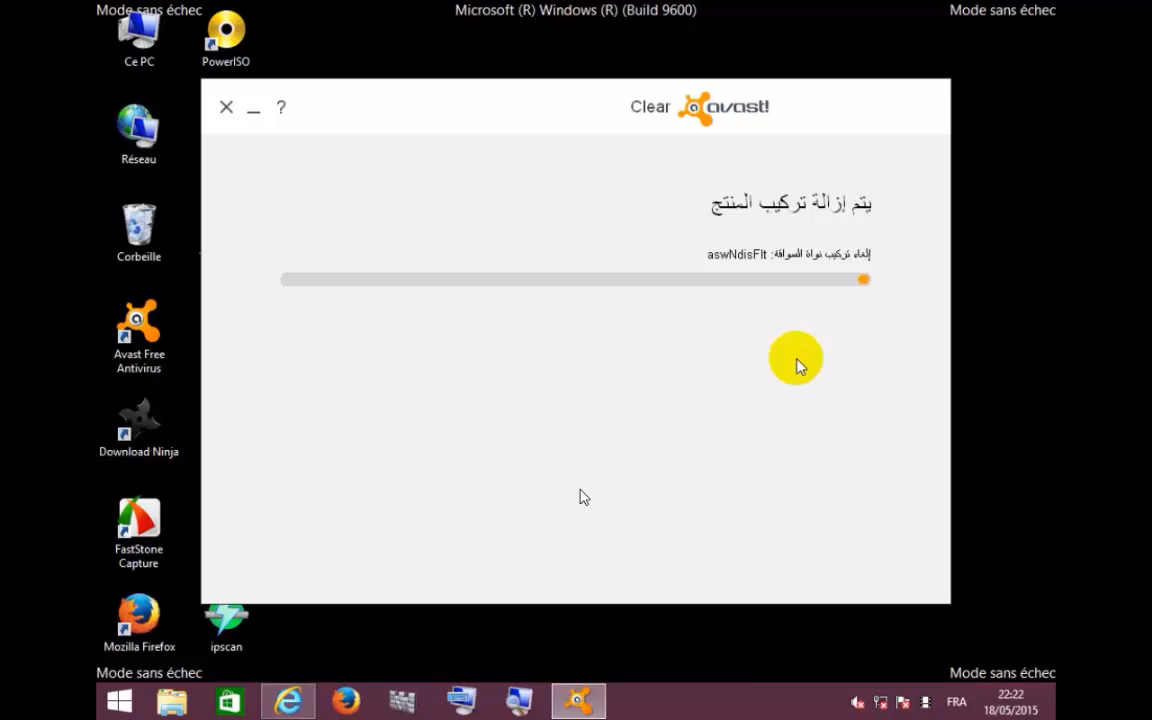 Mode sans échec
Microsoft (R) Windows (R) (Build 9600)
Mode sans échec
Ce PC
PowerISO
Réseau
Corbeille
Avast Free
Antivirus
Download Ninja
FastStone
Capture
Mozilla Firefox
ipscan
?
Clear avast!
يتم إزالة تركيب المنتج
إلغاء تركيب نواة السواقة: aswNdisFlt
Mode sans échec
Mode sans échec
FRA
22:22
18/05/2015